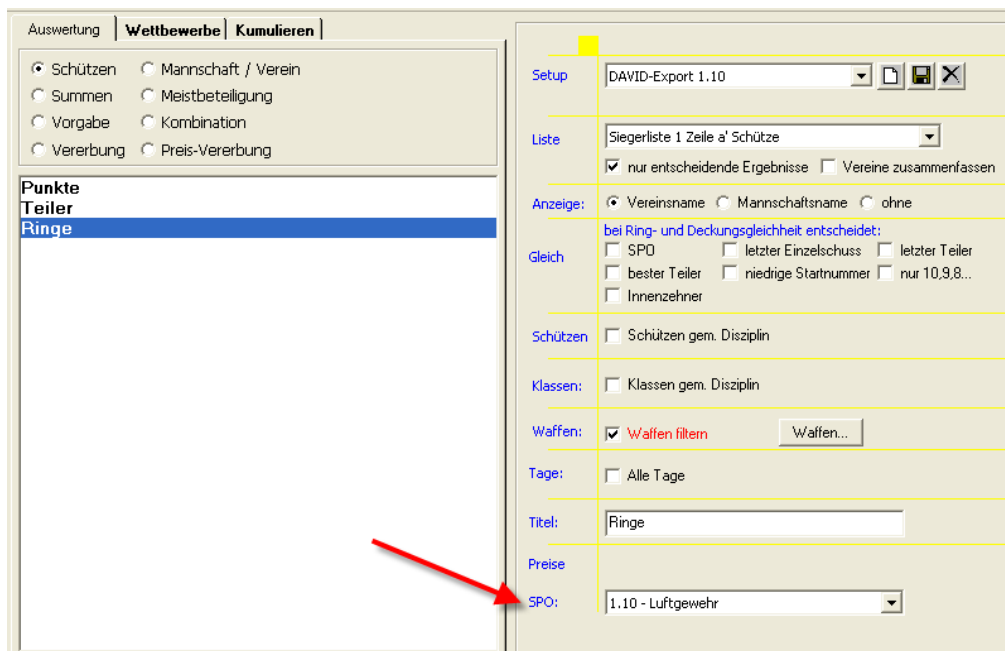 Auswertung Wettbewerbe Kumulieren
Schützen Mannschaft / Verein
Summen Meistbeteiligung
Vorgabe Kombination
Vererbung Preis-Vererbung
Punkte
Teiler
Ringe
Setup DAVID-Export 1.10
Liste Siegerliste 1 Zeile a' Schütze
nur entscheidende Ergebnisse Vereine zusammenfassen
Anzeige: Vereinsname Mannschaftsname ohne
bei Ring- und Deckungsgleichheit entscheidet:
Gleich SPO letzter Einzelschuss letzter Teiler
bester Teiler niedrige Startnummer nur 10,9,8...
Innenzehner
Schützen Schützen gem. Disziplin
Klassen: Klassen gem. Disziplin
Waffen: Waffen filtern Waffen...
Tage: Alle Tage
Titel: Ringe
Preise
SPO: 1.10 - Luftgewehr